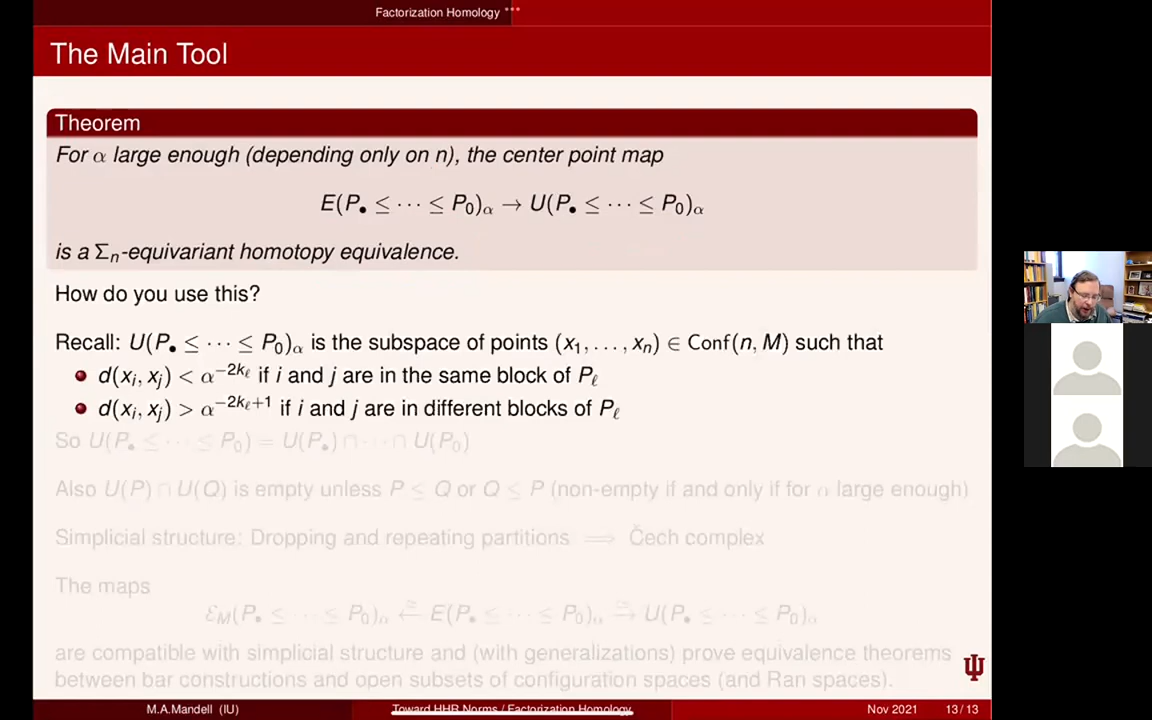 Factorization Homology
The Main Tool
Theorem
For α large enough (depending only on n), the center point map
E(P• ≤ ··· ≤ P₀)α → U(P• ≤ ··· ≤ P₀)α
is a Σₙ-equivariant homotopy equivalence.
How do you use this?
Recall: U(P• ≤ ··· ≤ P₀)α is the subspace of points (x₁, . . . , xₙ) ∈ Conf(n, M) such that
d(xᵢ, xⱼ) < α^{−2k_ℓ} if i and j are in the same block of P_ℓ
d(xᵢ, xⱼ) > α^{−2k_ℓ+1} if i and j are in different blocks of P_ℓ
So U(P• ≤ ··· ≤ P₀) = U(P•) ∩ ··· ∩ U(P₀)
Also U(P) ∩ U(Q) is empty unless P ≤ Q or Q ≤ P (non-empty if and only if for α large enough)
Simplicial structure: Dropping and repeating partitions ⟹ Čech complex
The maps
ℰ_M(P• ≤ ··· ≤ P₀)α ←≃ E(P• ≤ ··· ≤ P₀)α →≃ U(P• ≤ ··· ≤ P₀)α
are compatible with simplicial structure and (with generalizations) prove equivalence theorems
between bar constructions and open subsets of configuration spaces (and Ran spaces).
M.A.Mandell (IU) Toward HHR Norms / Factorization Homology Nov 2021 13 / 13